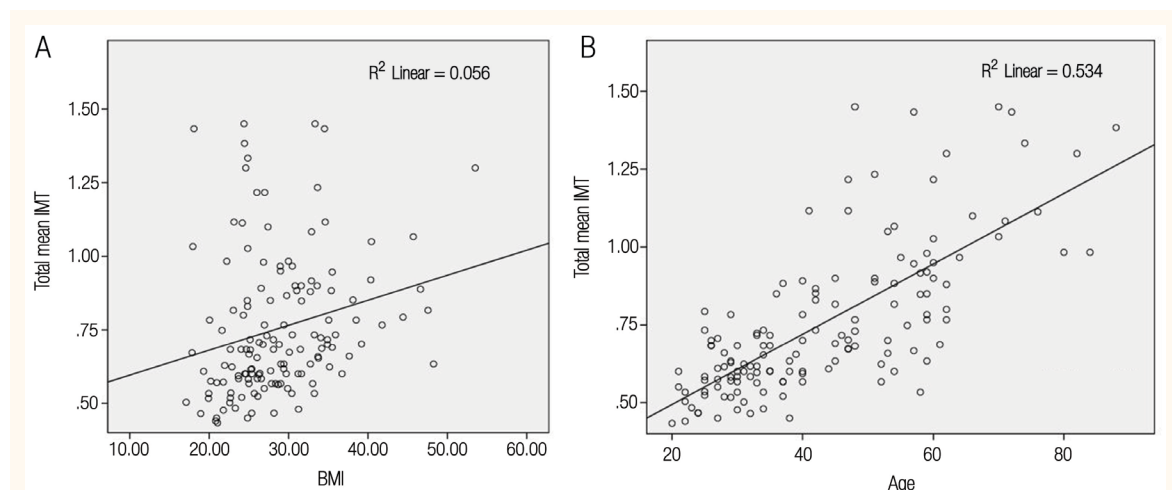 A
R² Linear = 0.056
Total mean IMT
1.50
1.25
1.00
.75
.50
10.00 20.00 30.00 40.00 50.00 60.00
BMI
B
R² Linear = 0.534
Total mean IMT
1.50
1.25
1.00
.75
.50
20 40 60 80
Age